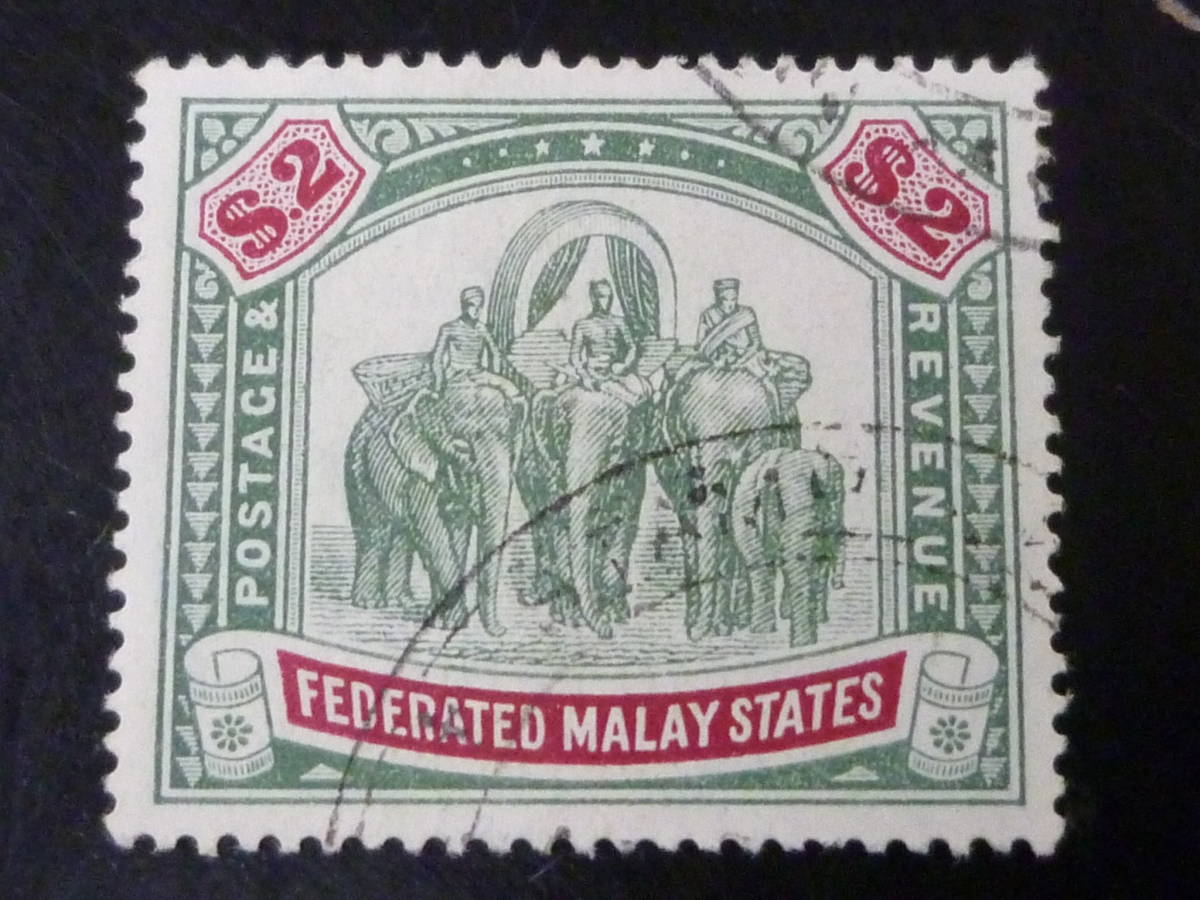 $.2
$.2
POSTAGE &
REVENUE
FEDERATED MALAY STATES